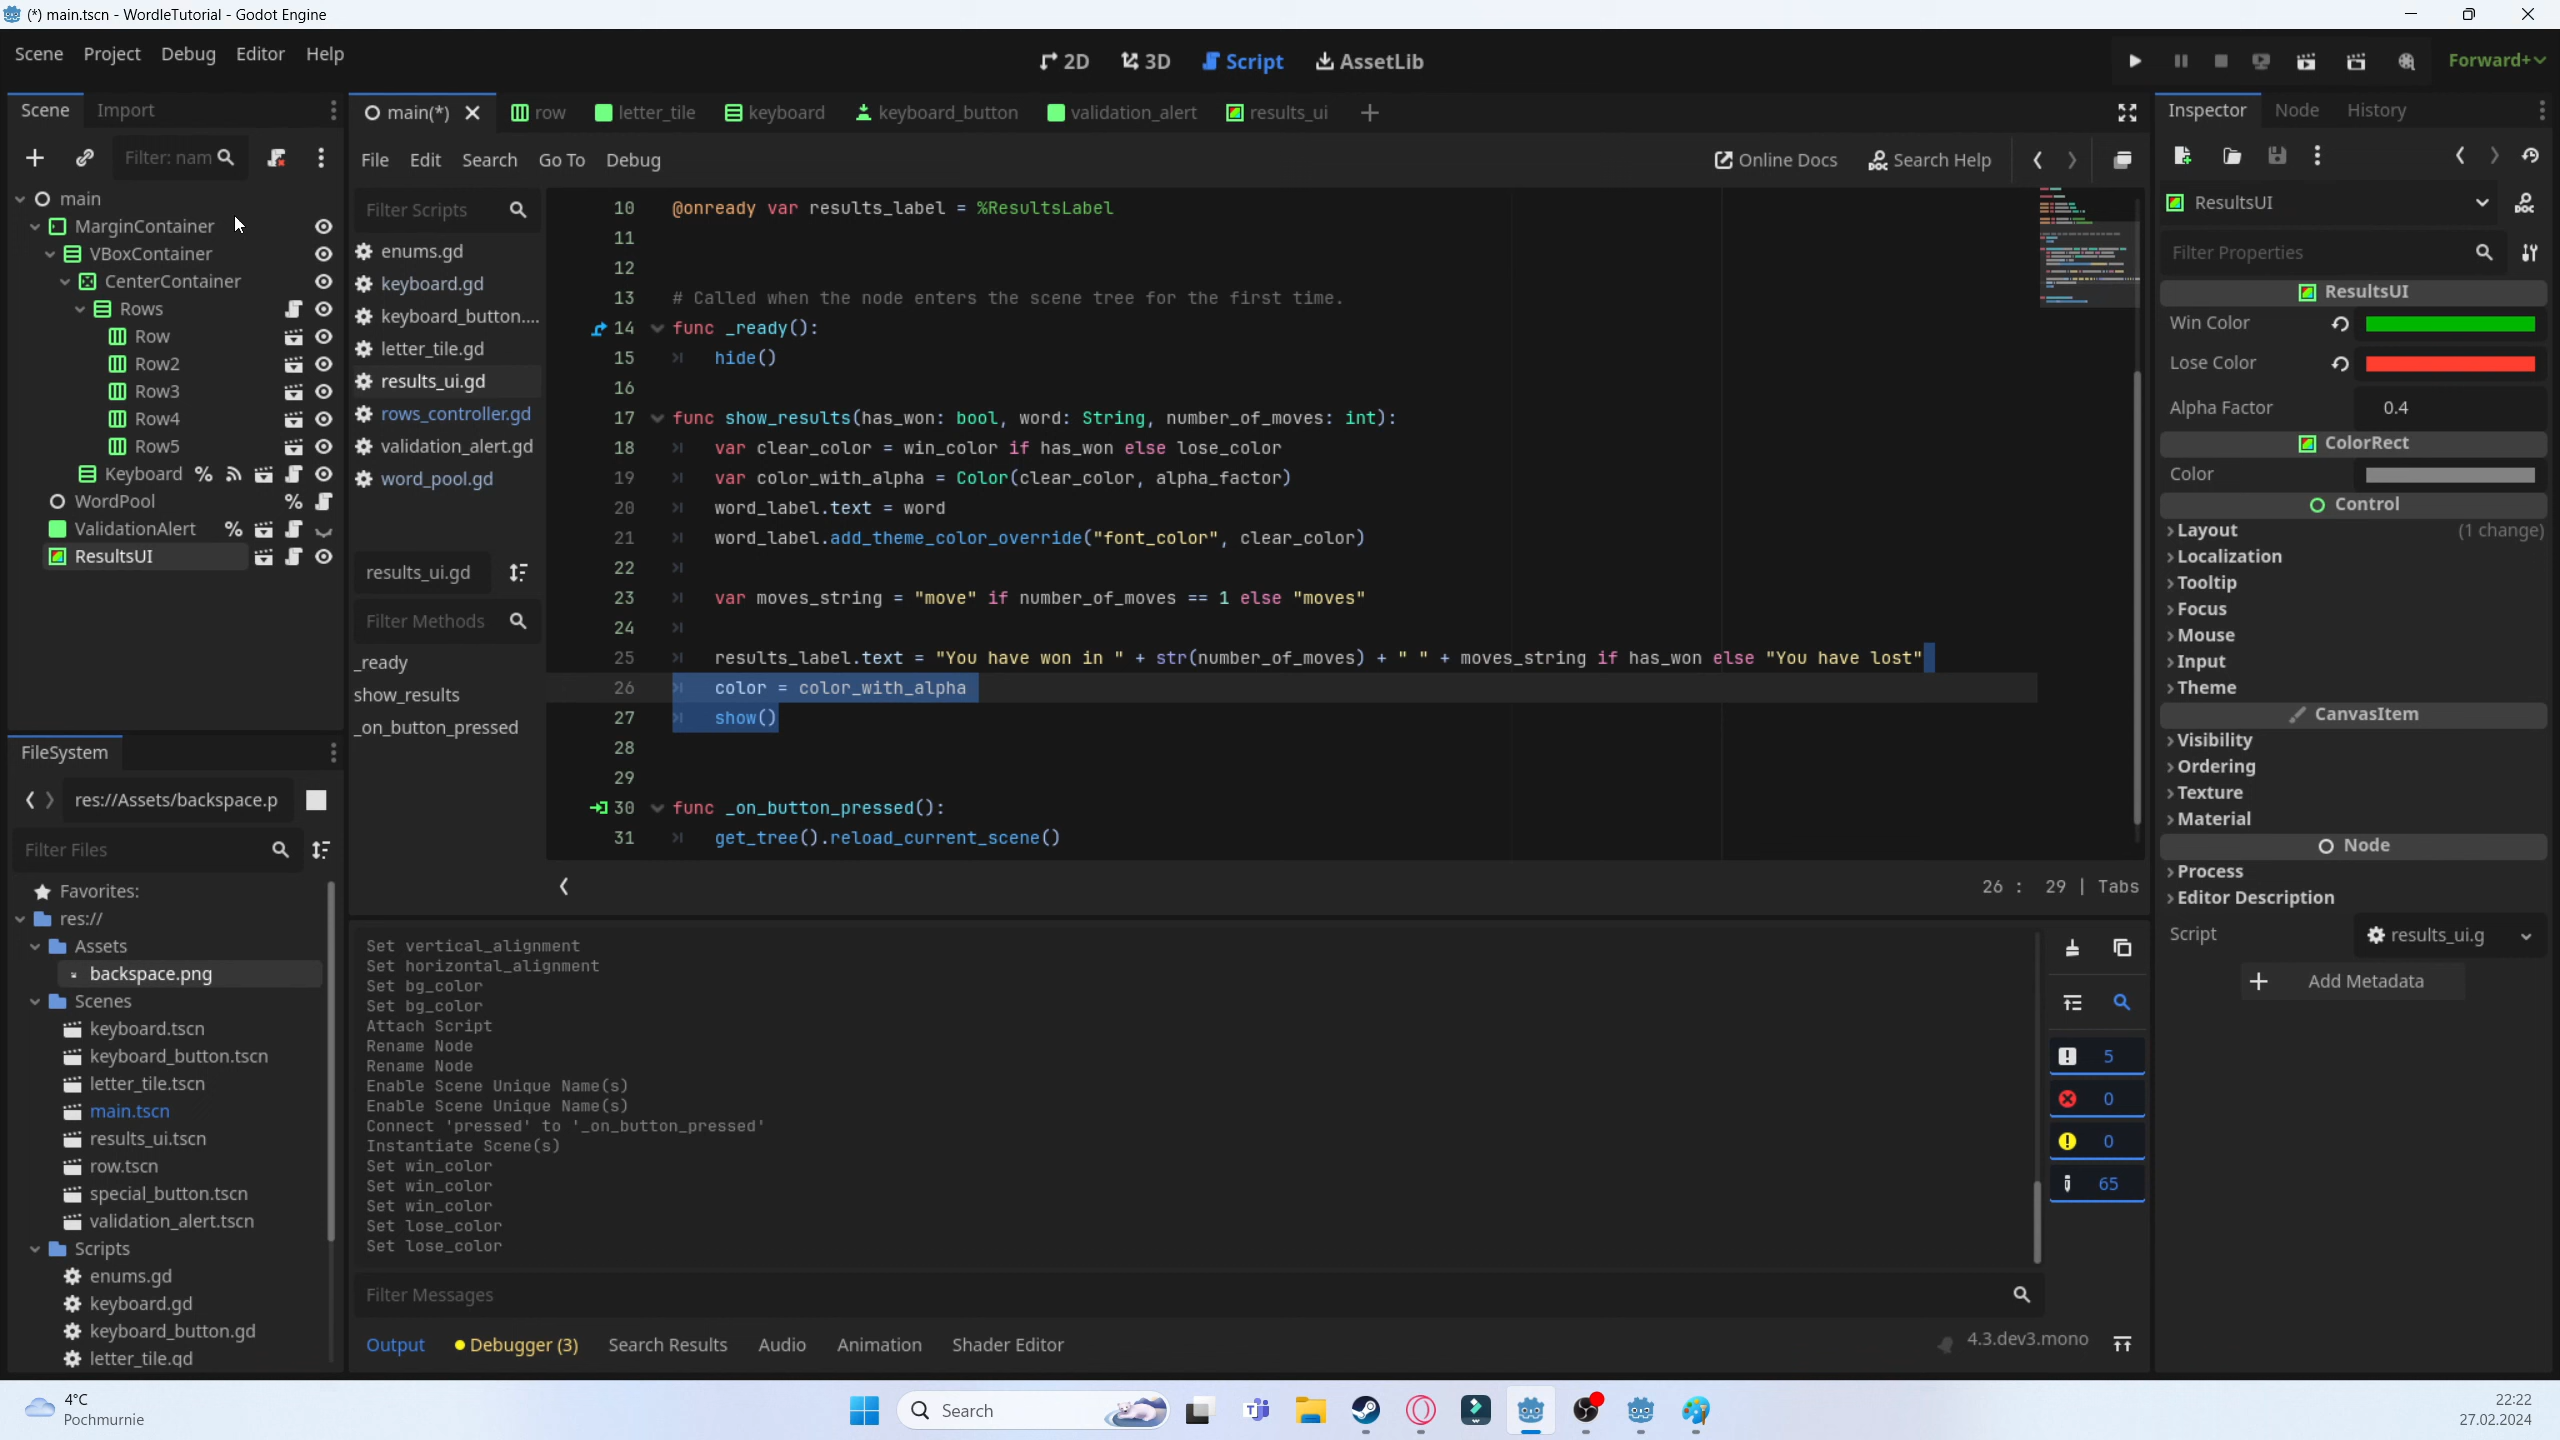 (*) main.tscn - WordleTutorial - Godot Engine
Scene Project Debug Editor Help
2D 3D Script AssetLib
Forward+
Scene Import
Filter: nam
main
MarginContainer
VBoxContainer
CenterContainer
Rows
Row
Row2
Row3
Row4
Row5
Keyboard %
WordPool %
ValidationAlert %
ResultsUI
FileSystem
res://Assets/backspace.p
Filter Files
Favorites:
res://
Assets
backspace.png
Scenes
keyboard.tscn
keyboard_button.tscn
letter_tile.tscn
main.tscn
results_ui.tscn
row.tscn
special_button.tscn
validation_alert.tscn
Scripts
enums.gd
keyboard.gd
keyboard_button.gd
letter_tile.gd
main(*) row letter_tile keyboard keyboard_button validation_alert results_ui
File Edit Search Go To Debug
Online Docs Search Help
Filter Scripts
enums.gd
keyboard.gd
keyboard_button....
letter_tile.gd
results_ui.gd
rows_controller.gd
validation_alert.gd
word_pool.gd
results_ui.gd
Filter Methods
_ready
show_results
_on_button_pressed
10 @onready var results_label = %ResultsLabel
11
12
13 # Called when the node enters the scene tree for the first time.
14 func _ready():
15 hide()
16
17 func show_results(has_won: bool, word: String, number_of_moves: int):
18 var clear_color = win_color if has_won else lose_color
19 var color_with_alpha = Color(clear_color, alpha_factor)
20 word_label.text = word
21 word_label.add_theme_color_override("font_color", clear_color)
22
23 var moves_string = "move" if number_of_moves == 1 else "moves"
24
25 results_label.text = "You have won in " + str(number_of_moves) + " " + moves_string if has_won else "You have lost"
26 color = color_with_alpha
27 show()
28
29
30 func _on_button_pressed():
31 get_tree().reload_current_scene()
26 : 29 | Tabs
Set vertical_alignment
Set horizontal_alignment
Set bg_color
Set bg_color
Attach Script
Rename Node
Rename Node
Enable Scene Unique Name(s)
Enable Scene Unique Name(s)
Connect 'pressed' to '_on_button_pressed'
Instantiate Scene(s)
Set win_color
Set win_color
Set win_color
Set lose_color
Set lose_color
5
0
0
65
Filter Messages
Output Debugger (3) Search Results Audio Animation Shader Editor
4.3.dev3.mono
Inspector Node History
ResultsUI
Filter Properties
ResultsUI
Win Color
Lose Color
Alpha Factor 0.4
ColorRect
Color
Control
Layout (1 change)
Localization
Tooltip
Focus
Mouse
Input
Theme
CanvasItem
Visibility
Ordering
Texture
Material
Node
Process
Editor Description
Script results_ui.g
Add Metadata
4°C
Pochmurnie
Search
22:22
27.02.2024